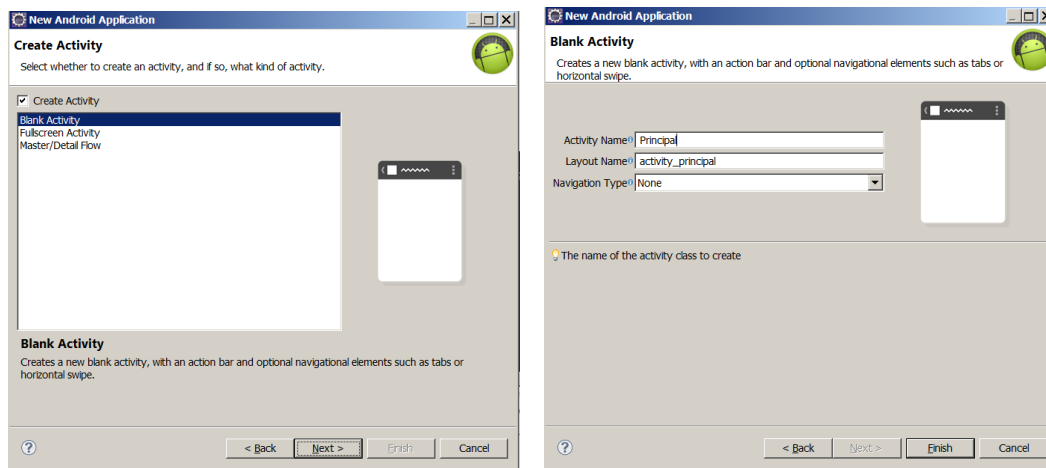 New Android Application
Create Activity
Select whether to create an activity, and if so, what kind of activity.
Create Activity
Blank Activity
Fullscreen Activity
Master/Detail Flow
Blank Activity
Creates a new blank activity, with an action bar and optional navigational elements such as tabs or
horizontal swipe.
< Back
Next >
Finish
Cancel
New Android Application
Blank Activity
Creates a new blank activity, with an action bar and optional navigational elements such as tabs or
horizontal swipe.
Activity Name Principal
Layout Name activity_principal
Navigation Type None
The name of the activity class to create
< Back
Next >
Finish
Cancel